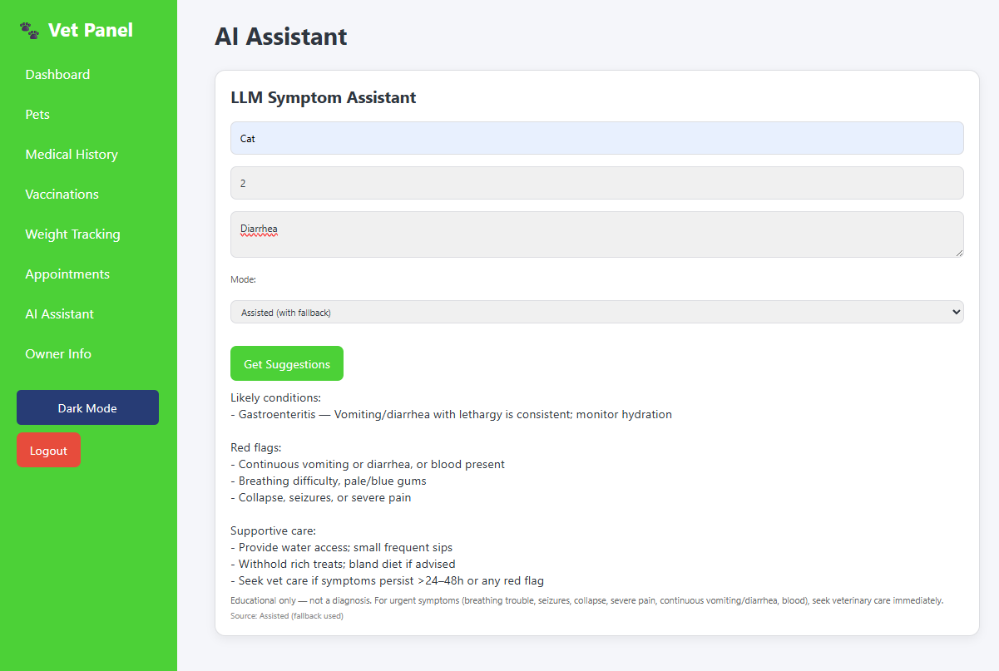 Vet Panel
Dashboard
Pets
Medical History
Vaccinations
Weight Tracking
Appointments
AI Assistant
Owner Info
Dark Mode
Logout
AI Assistant
LLM Symptom Assistant
Cat
2
Diarrhea
Mode:
Assisted (with fallback)
Get Suggestions
Likely conditions:
- Gastroenteritis — Vomiting/diarrhea with lethargy is consistent; monitor hydration
Red flags:
- Continuous vomiting or diarrhea, or blood present
- Breathing difficulty, pale/blue gums
- Collapse, seizures, or severe pain
Supportive care:
- Provide water access; small frequent sips
- Withhold rich treats; bland diet if advised
- Seek vet care if symptoms persist >24–48h or any red flag
Educational only — not a diagnosis. For urgent symptoms (breathing trouble, seizures, collapse, severe pain, continuous vomiting/diarrhea, blood), seek veterinary care immediately.
Source: Assisted (fallback used)